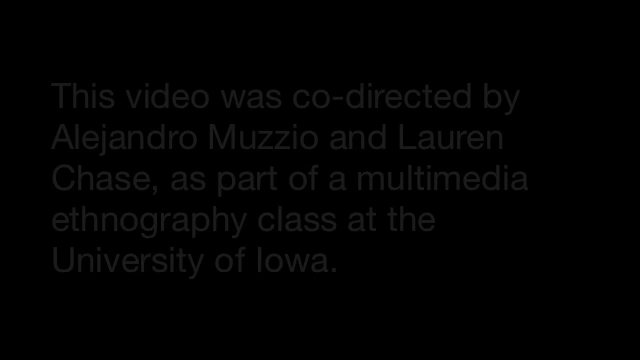 This video was co-directed by
Alejandro Muzzio and Lauren
Chase, as part of a multimedia
ethnography class at the
University of Iowa.